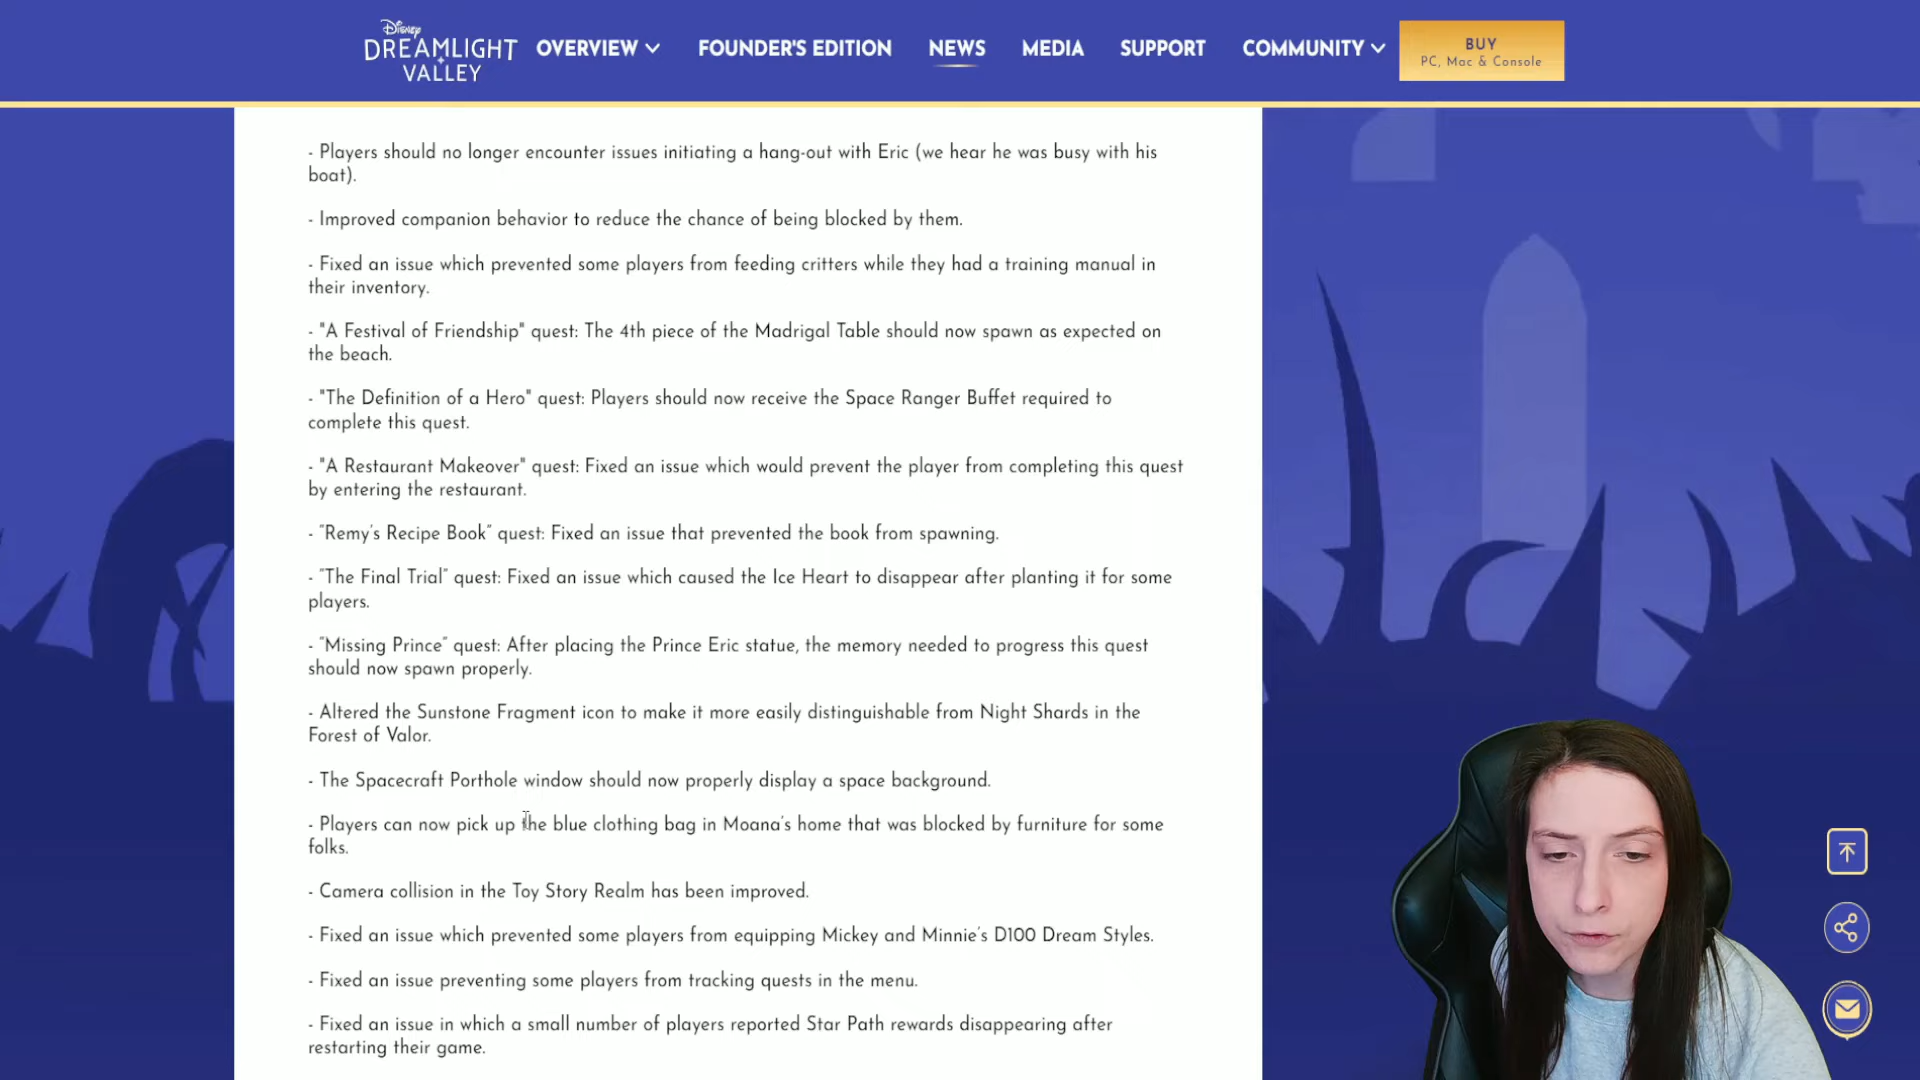 Disney
DREAMLIGHT
VALLEY
OVERVIEW
FOUNDER'S EDITION
NEWS
MEDIA
SUPPORT
COMMUNITY
BUY
PC, Mac & Console
- Players should no longer encounter issues initiating a hang-out with Eric (we hear he was busy with his
boat).
- Improved companion behavior to reduce the chance of being blocked by them.
- Fixed an issue which prevented some players from feeding critters while they had a training manual in
their inventory.
- "A Festival of Friendship" quest: The 4th piece of the Madrigal Table should now spawn as expected on
the beach.
- "The Definition of a Hero" quest: Players should now receive the Space Ranger Buffet required to
complete this quest.
- "A Restaurant Makeover" quest: Fixed an issue which would prevent the player from completing this quest
by entering the restaurant.
- “Remy’s Recipe Book” quest: Fixed an issue that prevented the book from spawning.
- “The Final Trial” quest: Fixed an issue which caused the Ice Heart to disappear after planting it for some
players.
- “Missing Prince” quest: After placing the Prince Eric statue, the memory needed to progress this quest
should now spawn properly.
- Altered the Sunstone Fragment icon to make it more easily distinguishable from Night Shards in the
Forest of Valor.
- The Spacecraft Porthole window should now properly display a space background.
- Players can now pick up the blue clothing bag in Moana’s home that was blocked by furniture for some
folks.
- Camera collision in the Toy Story Realm has been improved.
- Fixed an issue which prevented some players from equipping Mickey and Minnie’s D100 Dream Styles.
- Fixed an issue preventing some players from tracking quests in the menu.
- Fixed an issue in which a small number of players reported Star Path rewards disappearing after
restarting their game.